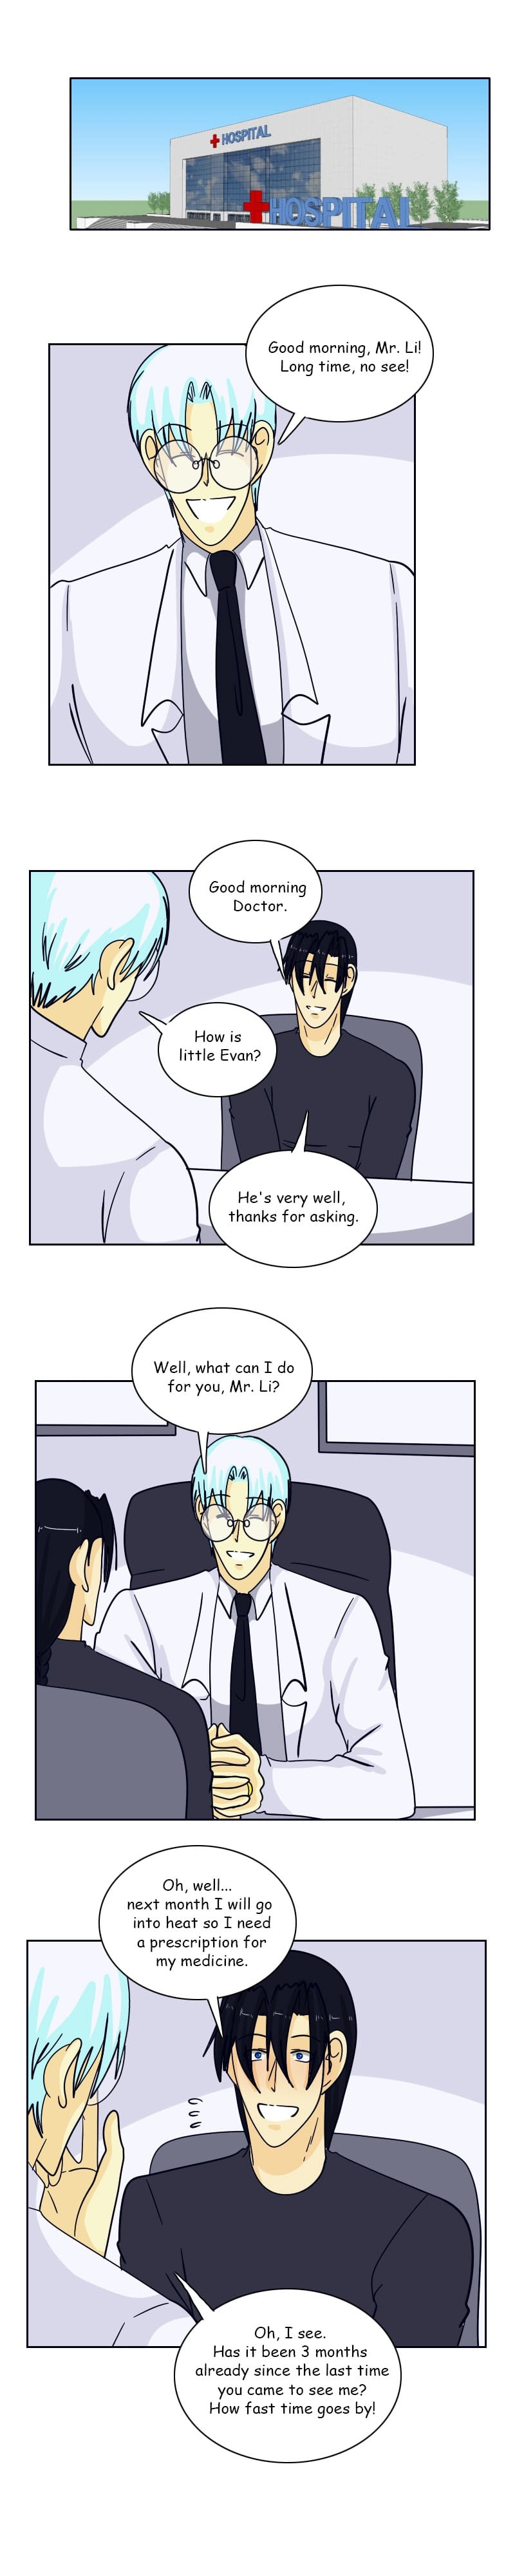 HOSPITAL
HOSPITAL
Good morning, Mr. Li!
Long time, no see!
Good morning
Doctor.
How is
little Evan?
He's very well,
thanks for asking.
Well, what can I do
for you, Mr. Li?
Oh, well...
next month I will go
into heat so I need
a prescription for
my medicine.
Oh, I see.
Has it been 3 months
already since the last time
you came to see me?
How fast time goes by!